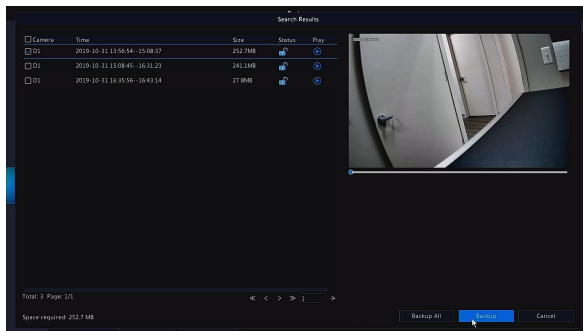 Search Results
Camera Time Size Status Play
D1 2019-10-31 13:56:54--15:08:37 252.7MB
D1 2019-10-31 15:08:45--16:31:23 241.1MB
D1 2019-10-31 16:35:56--16:43:14 27.8MB
Total: 3 Page: 1/1
1
Space required: 252.7 MB
Backup All Backup Cancel